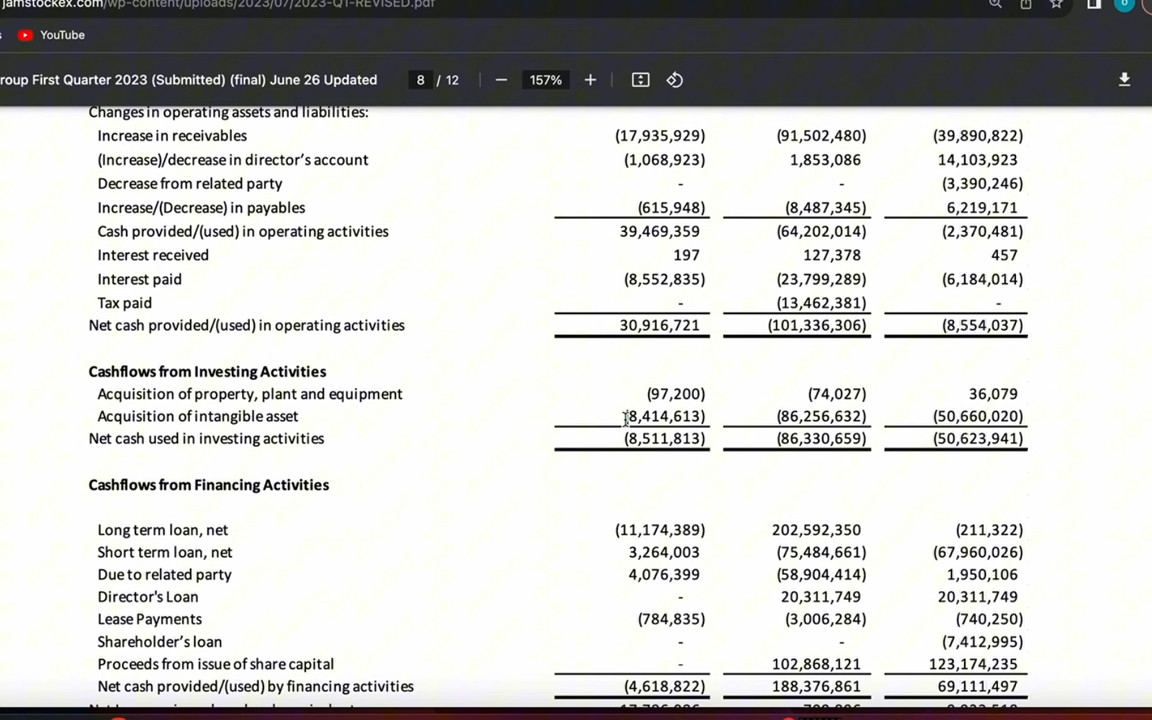 jamstockex.com/wp-content/uploads/2023/07/2023-Q1-REVISED.pdf
s YouTube
roup First Quarter 2023 (Submitted) (final) June 26 Updated 8 / 12 − 157% +
Changes in operating assets and liabilities:
Increase in receivables (17,935,929) (91,502,480) (39,890,822)
(Increase)/decrease in director's account (1,068,923) 1,853,086 14,103,923
Decrease from related party - - (3,390,246)
Increase/(Decrease) in payables (615,948) (8,487,345) 6,219,171
Cash provided/(used) in operating activities 39,469,359 (64,202,014) (2,370,481)
Interest received 197 127,378 457
Interest paid (8,552,835) (23,799,289) (6,184,014)
Tax paid - (13,462,381) -
Net cash provided/(used) in operating activities 30,916,721 (101,336,306) (8,554,037)
Cashflows from Investing Activities
Acquisition of property, plant and equipment (97,200) (74,027) 36,079
Acquisition of intangible asset (8,414,613) (86,256,632) (50,660,020)
Net cash used in investing activities (8,511,813) (86,330,659) (50,623,941)
Cashflows from Financing Activities
Long term loan, net (11,174,389) 202,592,350 (211,322)
Short term loan, net 3,264,003 (75,484,661) (67,960,026)
Due to related party 4,076,399 (58,904,414) 1,950,106
Director's Loan - 20,311,749 20,311,749
Lease Payments (784,835) (3,006,284) (740,250)
Shareholder's loan - - (7,412,995)
Proceeds from issue of share capital - 102,868,121 123,174,235
Net cash provided/(used) by financing activities (4,618,822) 188,376,861 69,111,497